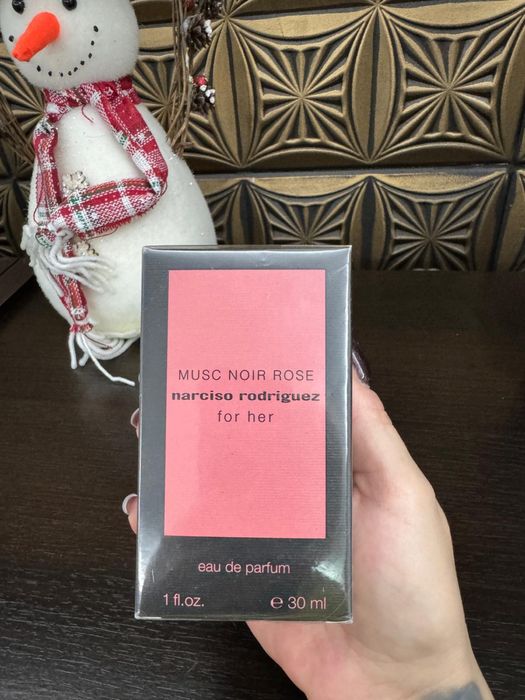 MUSC NOIR ROSE
narciso rodriguez
for her
eau de parfum
1 fl.oz. ℮ 30 ml